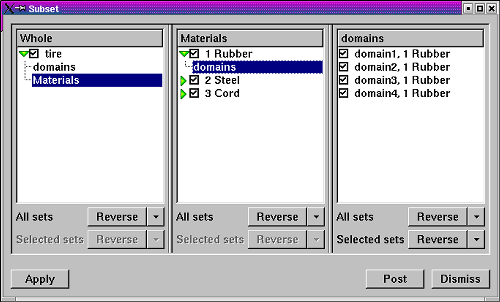 Subset
Whole
tire
domains
Materials
All sets Reverse
Selected sets Reverse
Materials
1 Rubber
domains
2 Steel
3 Cord
All sets Reverse
Selected sets Reverse
domains
domain1, 1 Rubber
domain2, 1 Rubber
domain3, 1 Rubber
domain4, 1 Rubber
All sets Reverse
Selected sets Reverse
Apply Post Dismiss